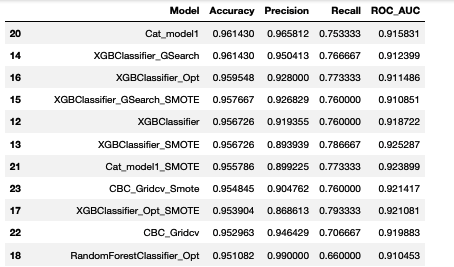 Model Accuracy Precision Recall ROC_AUC
20 Cat_model1 0.961430 0.965812 0.753333 0.915831
14 XGBClassifier_GSearch 0.961430 0.950413 0.766667 0.912399
16 XGBClassifier_Opt 0.959548 0.928000 0.773333 0.911486
15 XGBClassifier_GSearch_SMOTE 0.957667 0.926829 0.760000 0.910851
12 XGBClassifier 0.956726 0.919355 0.760000 0.918722
13 XGBClassifier_SMOTE 0.956726 0.893939 0.786667 0.925287
21 Cat_model1_SMOTE 0.955786 0.899225 0.773333 0.923899
23 CBC_Gridcv_Smote 0.954845 0.904762 0.760000 0.921417
17 XGBClassifier_Opt_SMOTE 0.953904 0.868613 0.793333 0.921081
22 CBC_Gridcv 0.952963 0.946429 0.706667 0.919883
18 RandomForestClassifier_Opt 0.951082 0.990000 0.660000 0.910453